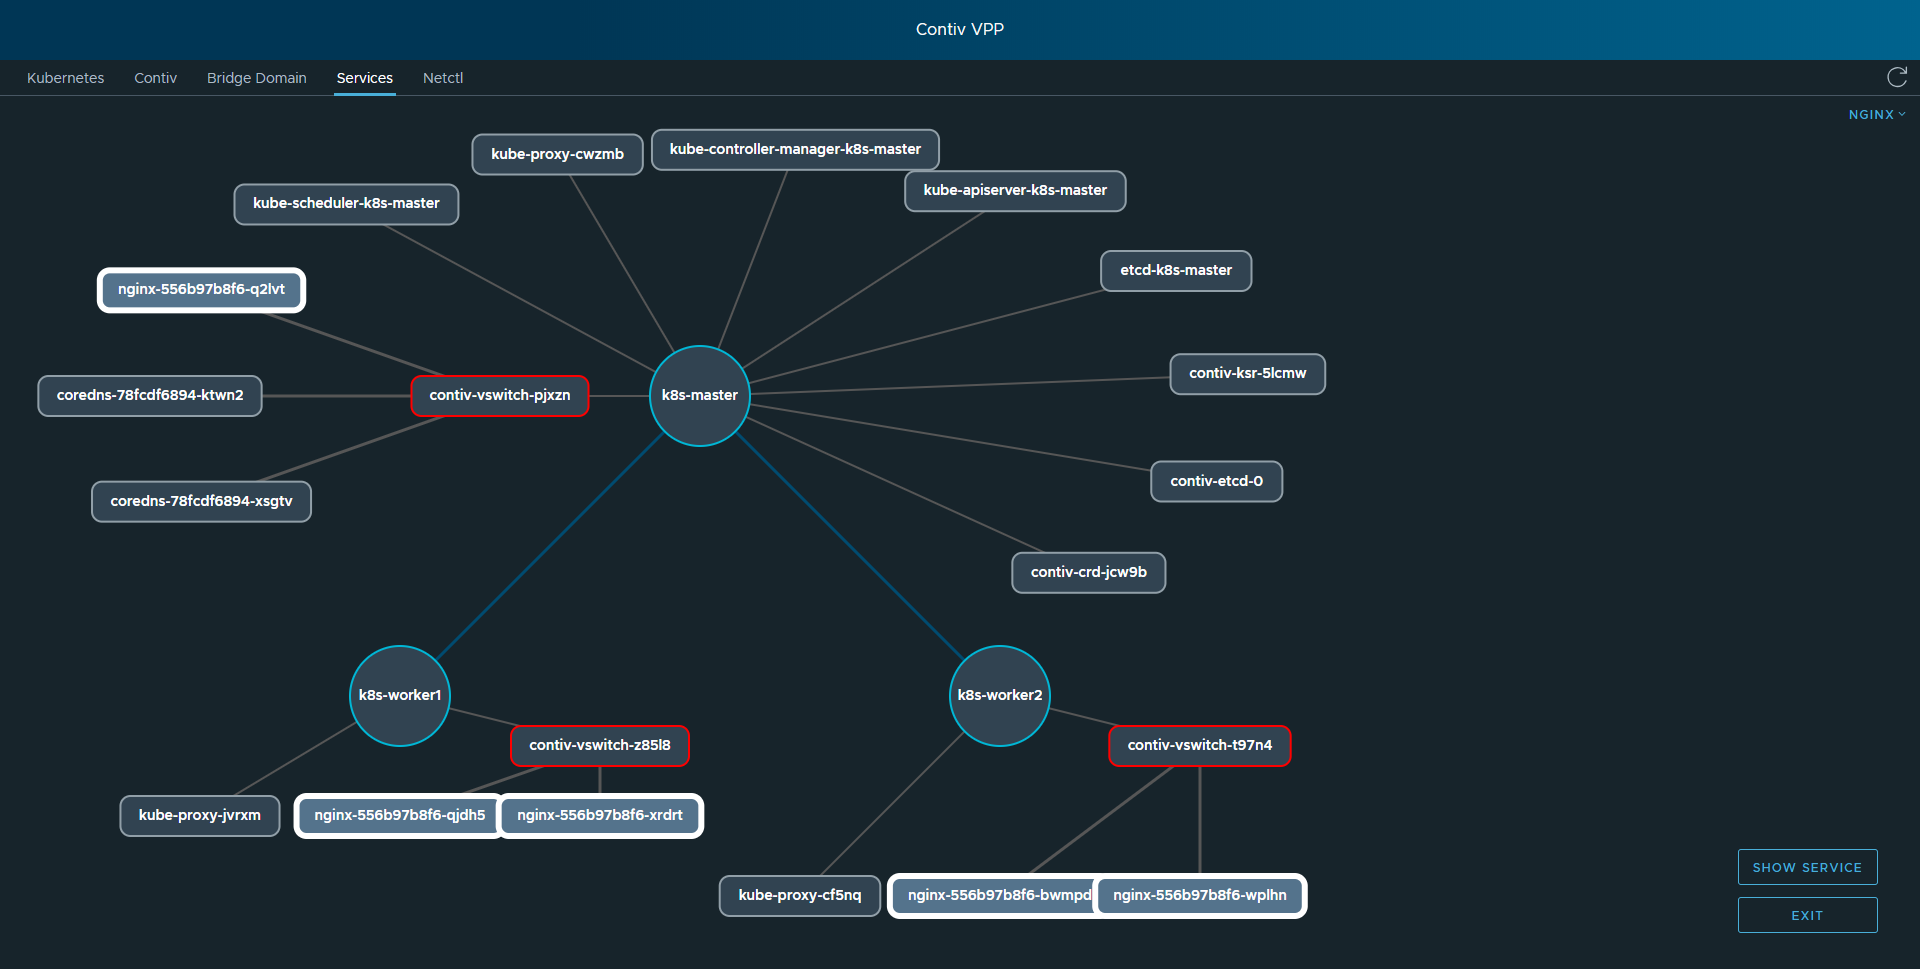 Contiv VPP
Kubernetes Contiv Bridge Domain Services Netctl
NGINX
kube-controller-manager-k8s-master
kube-proxy-cwzmb
kube-apiserver-k8s-master
kube-scheduler-k8s-master
etcd-k8s-master
nginx-556b97b8f6-q2lvt
contiv-ksr-5lcmw
coredns-78fcdf6894-ktwn2
contiv-vswitch-pjxzn
k8s-master
contiv-etcd-0
coredns-78fcdf6894-xsgtv
contiv-crd-jcw9b
k8s-worker1
k8s-worker2
contiv-vswitch-z85l8
contiv-vswitch-t97n4
kube-proxy-jvrxm
nginx-556b97b8f6-qjdh5
nginx-556b97b8f6-xrdrt
SHOW SERVICE
kube-proxy-cf5nq
nginx-556b97b8f6-bwmpd
nginx-556b97b8f6-wplhn
EXIT